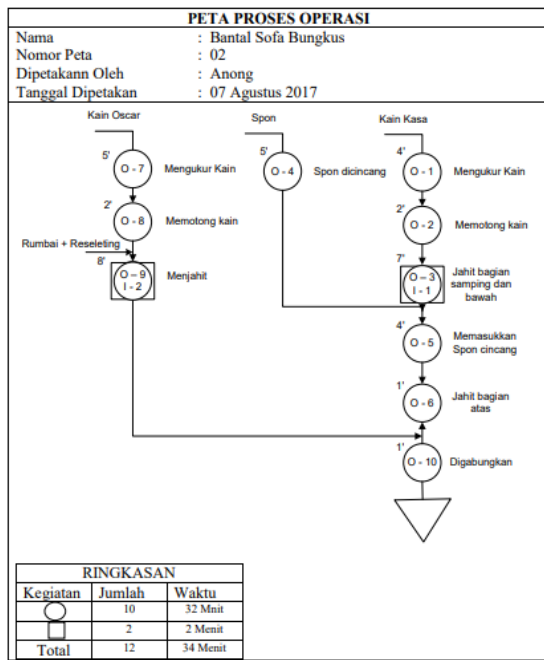 PETA PROSES OPERASI
Nama : Bantal Sofa Bungkus
Nomor Peta : 02
Dipetakann Oleh : Anong
Tanggal Dipetakan : 07 Agustus 2017
Kain Oscar
Spon
Kain Kasa
5'
O - 7
Mengukur Kain
5'
O - 4
Spon dicincang
4'
O - 1
Mengukur Kain
2'
O - 8
Memotong kain
2'
O - 2
Memotong kain
Rumbai + Reseleting
8'
O – 9
I - 2
Menjahit
7'
O – 3
I - 1
Jahit bagian
samping dan
bawah
4'
O - 5
Memasukkan
Spon cincang
1'
O - 6
Jahit bagian
atas
1'
O - 10
Digabungkan
RINGKASAN
Kegiatan Jumlah Waktu
10 32 Mnit
2 2 Menit
Total 12 34 Menit